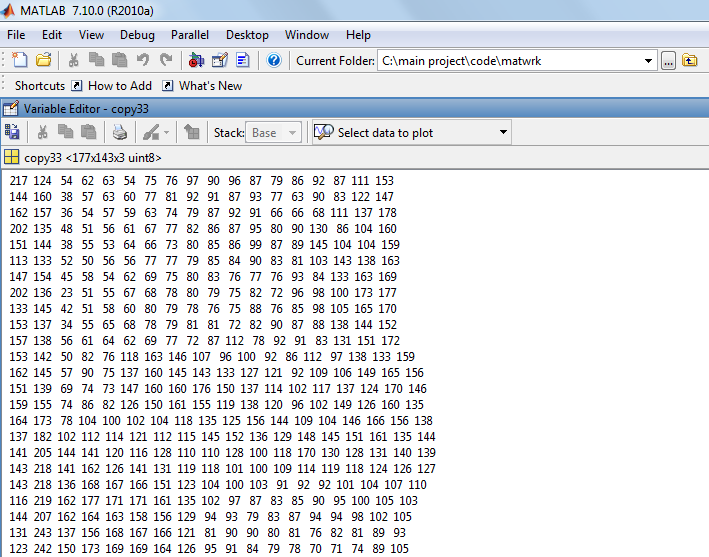 MATLAB 7.10.0 (R2010a)
File Edit View Debug Parallel Desktop Window Help
Current Folder: C:\main project\code\matwrk
Shortcuts How to Add What's New
Variable Editor - copy33
Stack: Base Select data to plot
copy33 <177x143x3 uint8>
217 124 54 62 63 54 75 76 97 90 96 87 79 86 92 87 111 153
144 160 38 57 63 60 77 81 92 91 87 93 77 63 90 83 122 147
162 157 36 54 57 59 63 74 79 87 92 91 66 66 68 111 137 178
202 135 48 51 56 61 67 77 82 86 87 95 80 90 130 86 104 160
151 144 38 55 53 64 66 73 80 85 86 99 87 89 145 104 104 159
113 133 52 50 56 56 77 77 79 85 84 90 83 81 103 143 138 163
147 154 45 58 54 62 69 75 80 83 76 77 76 93 84 133 163 169
202 136 23 51 55 67 68 78 80 79 75 82 72 96 98 100 173 177
133 145 42 51 58 60 80 79 78 76 75 88 76 85 98 105 165 170
153 137 34 55 65 68 78 79 81 81 72 82 90 87 88 138 144 152
157 138 56 61 64 62 69 77 72 87 112 78 92 91 83 131 151 172
153 142 50 82 76 118 163 146 107 96 100 92 86 112 97 138 133 159
162 145 57 90 75 137 160 145 143 133 127 121 92 109 106 149 165 156
151 139 69 74 73 147 160 160 176 150 137 114 102 117 137 124 170 146
159 155 74 86 82 126 150 161 155 119 138 120 96 102 149 126 160 135
164 173 78 104 100 102 104 118 135 125 156 144 109 104 146 166 156 138
137 182 102 112 114 121 112 115 145 152 136 129 148 145 151 161 135 144
141 205 144 141 120 116 128 110 110 128 100 118 170 130 128 131 140 139
143 218 141 162 126 141 131 119 118 101 100 109 114 119 118 124 126 127
143 218 136 168 167 166 151 123 104 100 103 91 92 92 101 104 107 110
116 219 162 177 171 171 161 135 102 97 87 83 85 90 95 100 105 103
144 207 162 164 163 158 156 129 94 93 79 83 87 94 94 98 102 105
131 243 137 156 168 167 166 121 81 90 90 80 81 76 82 81 89 93
123 242 150 173 169 169 164 126 95 91 84 79 78 70 71 74 89 105